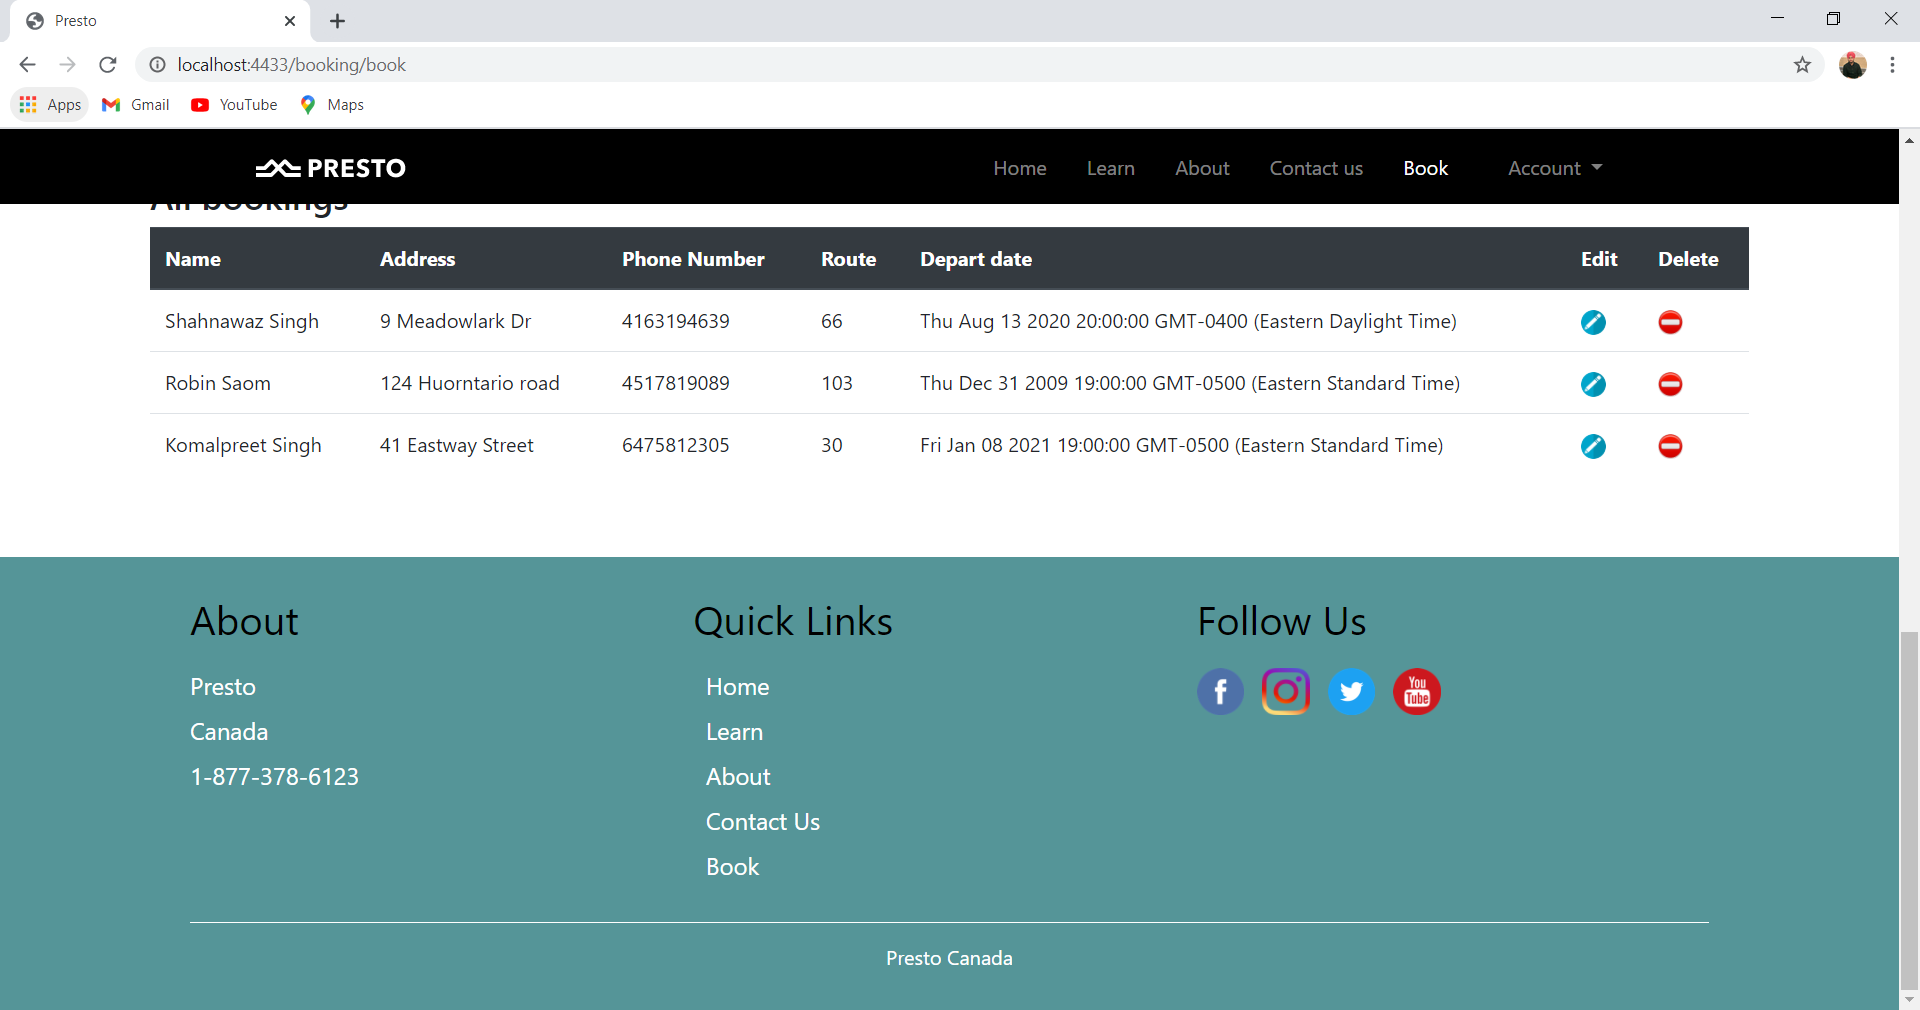 Presto
localhost:4433/booking/book
Apps Gmail YouTube Maps
PRESTO Home Learn About Contact us Book Account
All bookings
Name Address Phone Number Route Depart date Edit Delete
Shahnawaz Singh 9 Meadowlark Dr 4163194639 66 Thu Aug 13 2020 20:00:00 GMT-0400 (Eastern Daylight Time)
Robin Saom 124 Huorntario road 4517819089 103 Thu Dec 31 2009 19:00:00 GMT-0500 (Eastern Standard Time)
Komalpreet Singh 41 Eastway Street 6475812305 30 Fri Jan 08 2021 19:00:00 GMT-0500 (Eastern Standard Time)
About
Presto
Canada
1-877-378-6123
Quick Links
Home
Learn
About
Contact Us
Book
Follow Us
f
You
Tube
Presto Canada